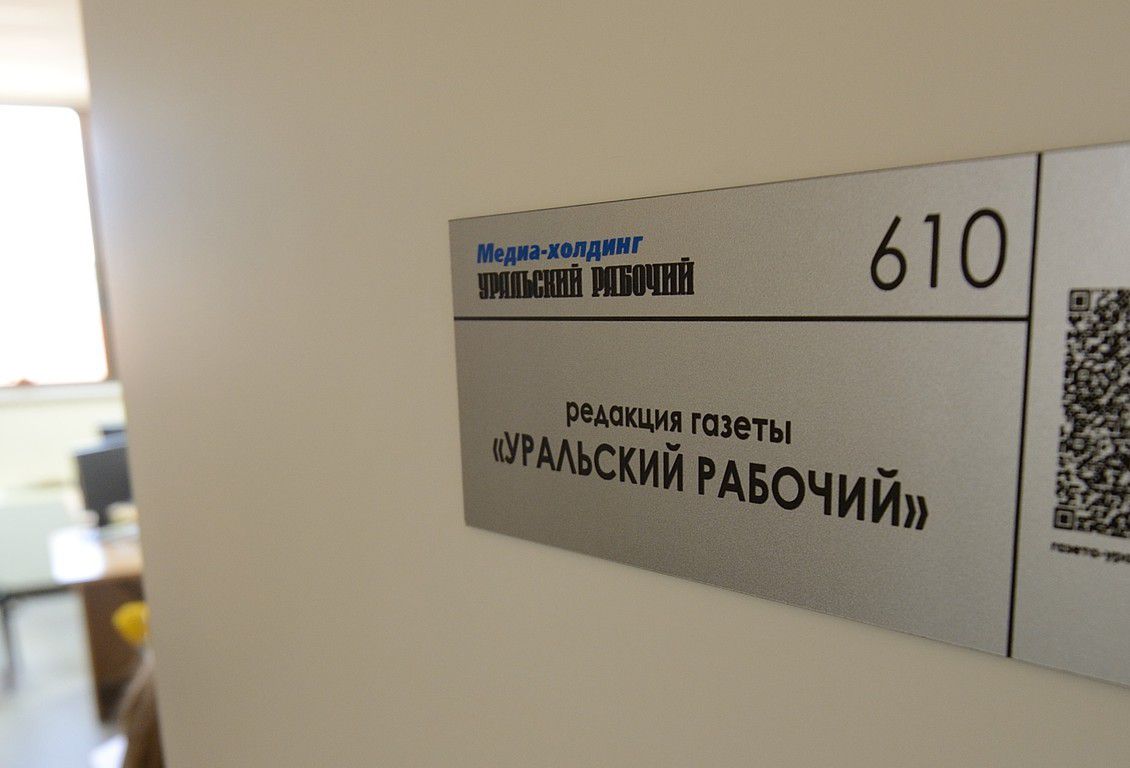 Медиа-холдинг
УРАЛЬСКИЙ РАБОЧИЙ
610
редакция газеты
«УРАЛЬСКИЙ РАБОЧИЙ»